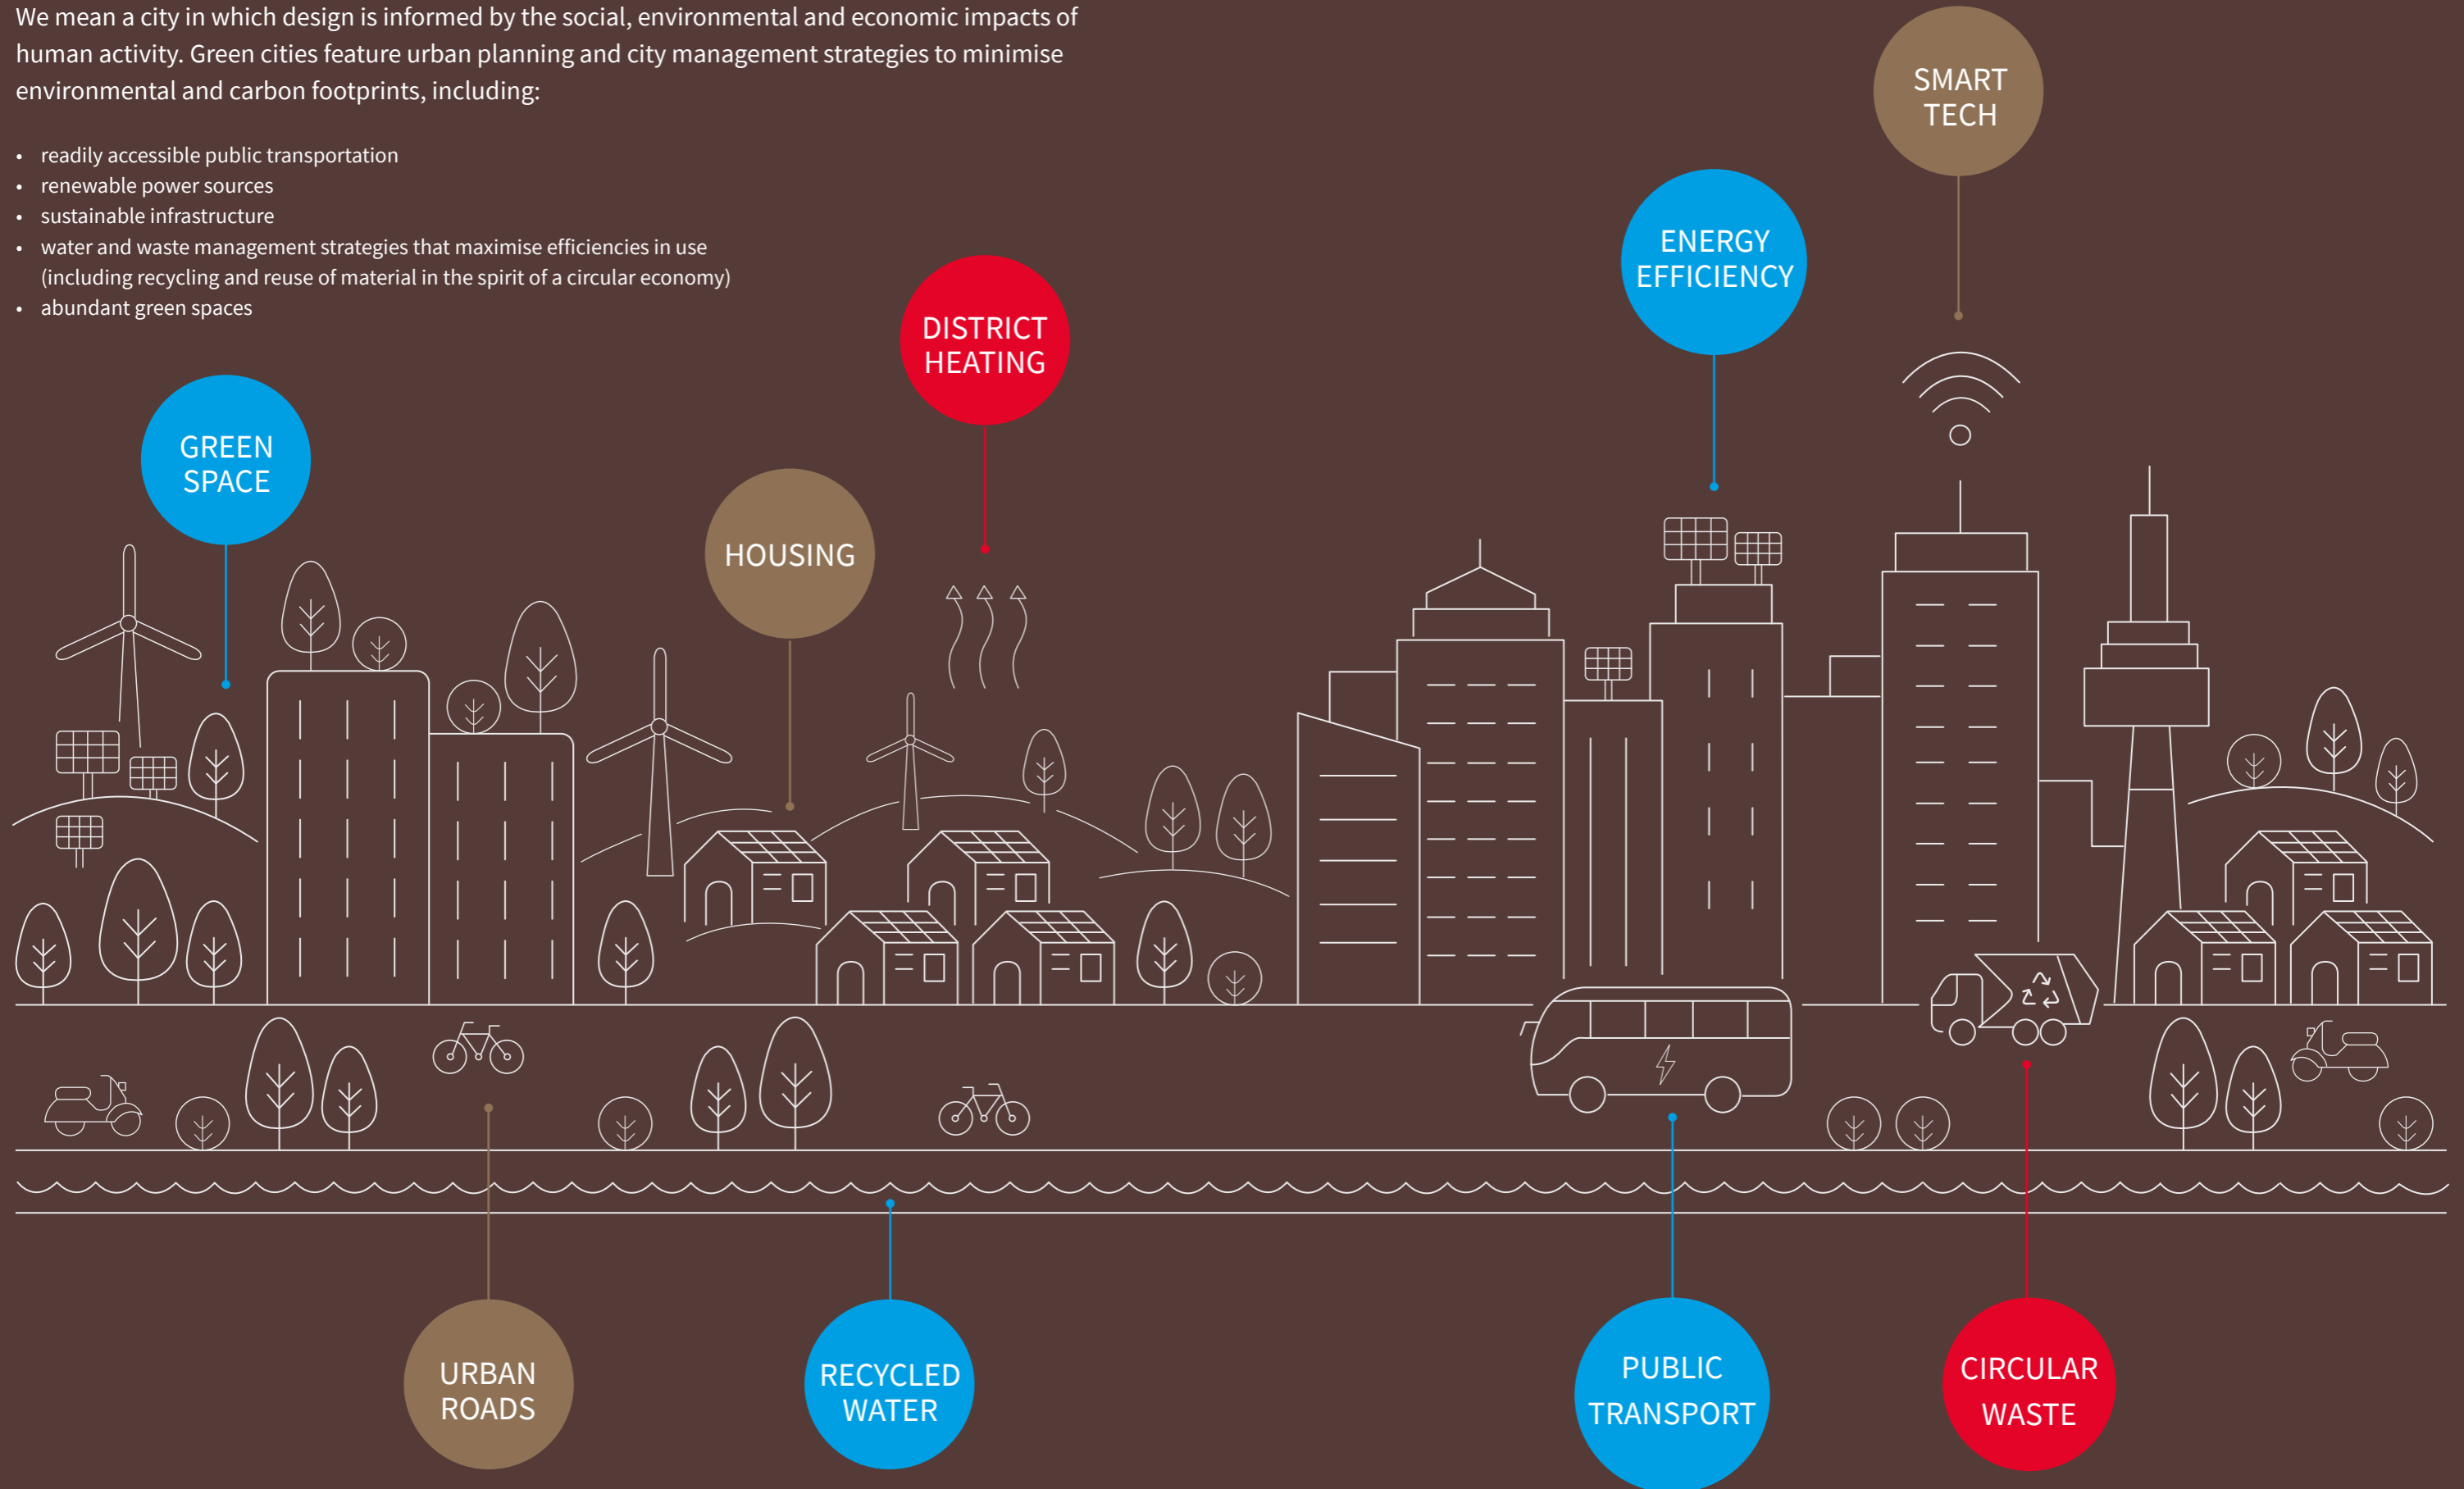 We mean a city in which design is informed by the social, environmental and economic impacts of
human activity. Green cities feature urban planning and city management strategies to minimise
environmental and carbon footprints, including:
• readily accessible public transportation
• renewable power sources
• sustainable infrastructure
• water and waste management strategies that maximise efficiencies in use
(including recycling and reuse of material in the spirit of a circular economy)
• abundant green spaces
SMART
TECH
ENERGY
EFFICIENCY
DISTRICT
HEATING
GREEN
SPACE
HOUSING
URBAN
ROADS
RECYCLED
WATER
PUBLIC
TRANSPORT
CIRCULAR
WASTE